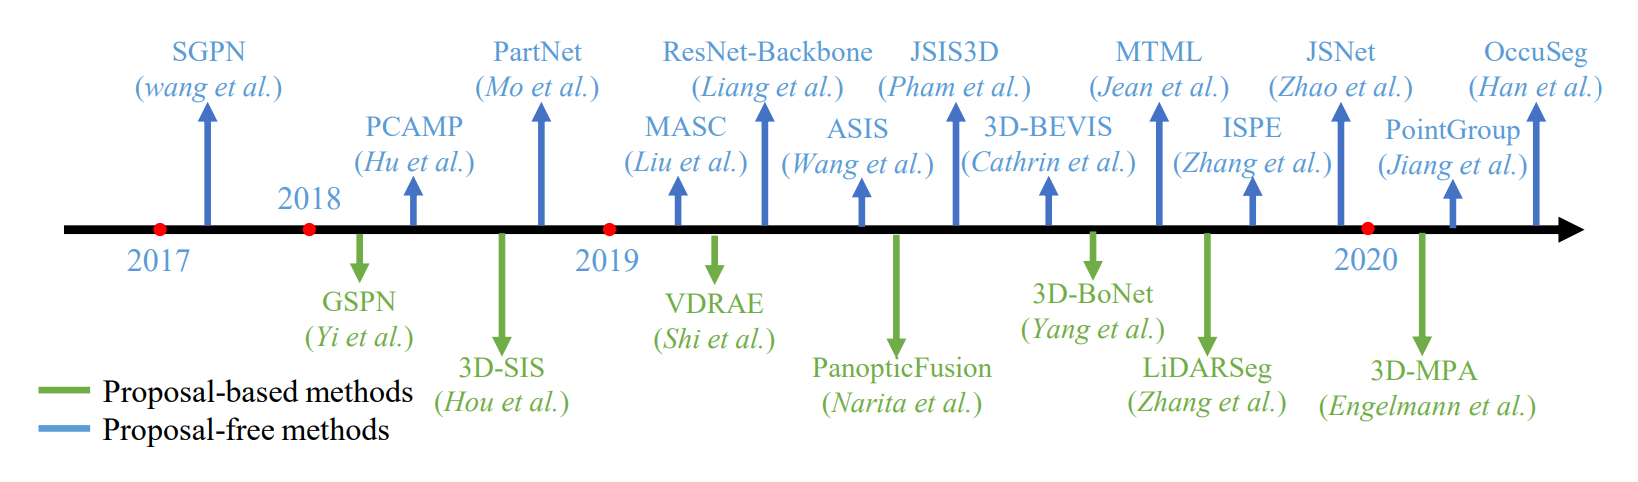 SGPN
(wang et al.)
PCAMP
(Hu et al.)
PartNet
(Mo et al.)
MASC
(Liu et al.)
ResNet-Backbone
(Liang et al.)
ASIS
(Wang et al.)
JSIS3D
(Pham et al.)
3D-BEVIS
(Cathrin et al.)
MTML
(Jean et al.)
ISPE
(Zhang et al.)
JSNet
(Zhao et al.)
PointGroup
(Jiang et al.)
OccuSeg
(Han et al.)
2017
2018
2019
2020
GSPN
(Yi et al.)
3D-SIS
(Hou et al.)
VDRAE
(Shi et al.)
PanopticFusion
(Narita et al.)
3D-BoNet
(Yang et al.)
LiDARSeg
(Zhang et al.)
3D-MPA
(Engelmann et al.)
Proposal-based methods
Proposal-free methods